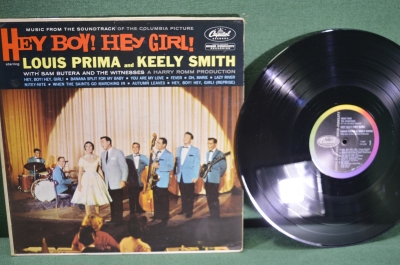 MUSIC FROM THE SOUNDTRACK OF THE COLUMBIA PICTURE
Capitol
HEY BOY! HEY GIRL!
starring LOUIS PRIMA and KEELY SMITH
WITH SAM BUTERA AND THE WITNESSES A HARRY ROMM PRODUCTION
HEY, BOY! HEY, GIRL! • BANANA SPLIT FOR MY BABY • YOU ARE MY LOVE • FEVER • OH, MARIE • LAZY RIVER
NITEY-NITE • WHEN THE SAINTS GO MARCHING IN • AUTUMN LEAVES • HEY, BOY! HEY, GIRL! (REPRISE)